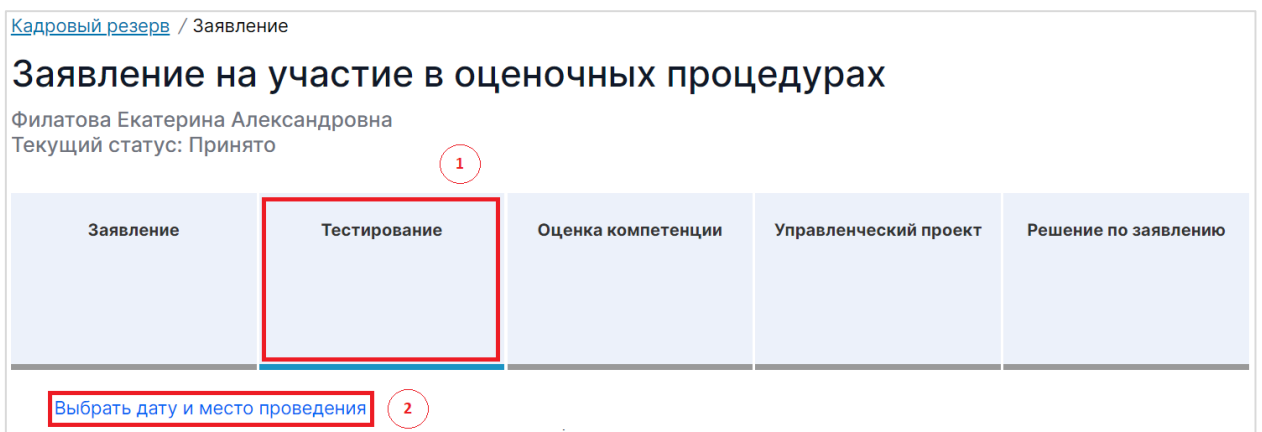 Кадровый резерв / Заявление
Заявление на участие в оценочных процедурах
Филатова Екатерина Александровна
Текущий статус: Принято
1
Заявление
Тестирование
Оценка компетенции
Управленческий проект
Решение по заявлению
Выбрать дату и место проведения
2